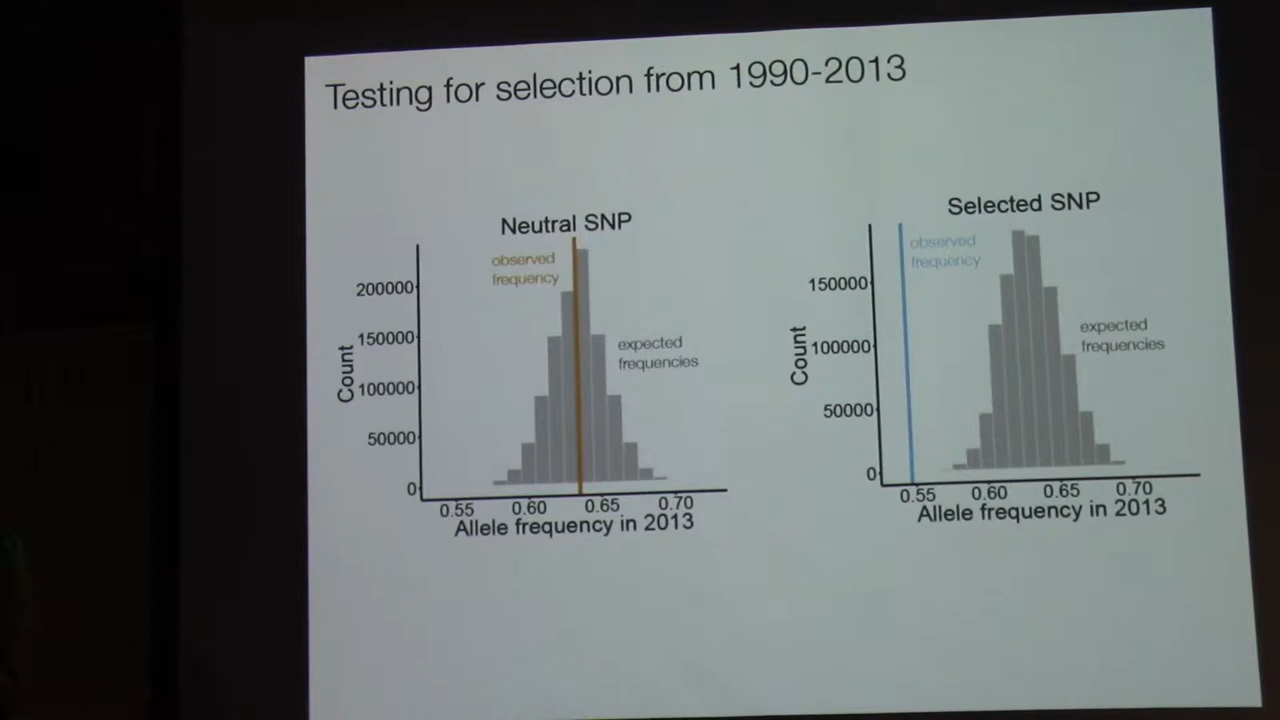 Testing for selection from 1990-2013
Neutral SNP
observed
frequency
expected
frequencies
Count
200000
150000
100000
50000
0
0.55 0.60 0.65 0.70
Allele frequency in 2013
Selected SNP
observed
frequency
expected
frequencies
Count
150000
100000
50000
0
0.55 0.60 0.65 0.70
Allele frequency in 2013